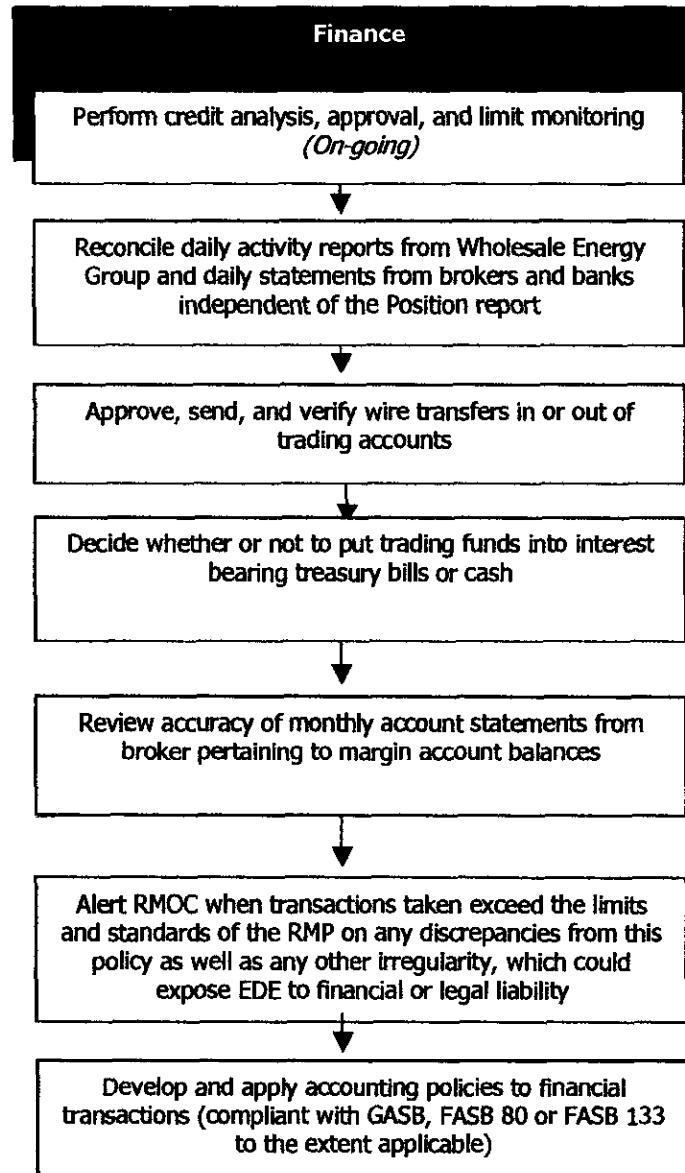 Finance
Perform credit analysis, approval, and limit monitoring
(On-going)
Reconcile daily activity reports from Wholesale Energy
Group and daily statements from brokers and banks
independent of the Position report
Approve, send, and verify wire transfers in or out of
trading accounts
Decide whether or not to put trading funds into interest
bearing treasury bills or cash
Review accuracy of monthly account statements from
broker pertaining to margin account balances
Alert RMOC when transactions taken exceed the limits
and standards of the RMP on any discrepancies from this
policy as well as any other irregularity, which could
expose EDE to financial or legal liability
Develop and apply accounting policies to financial
transactions (compliant with GASB, FASB 80 or FASB 133
to the extent applicable)